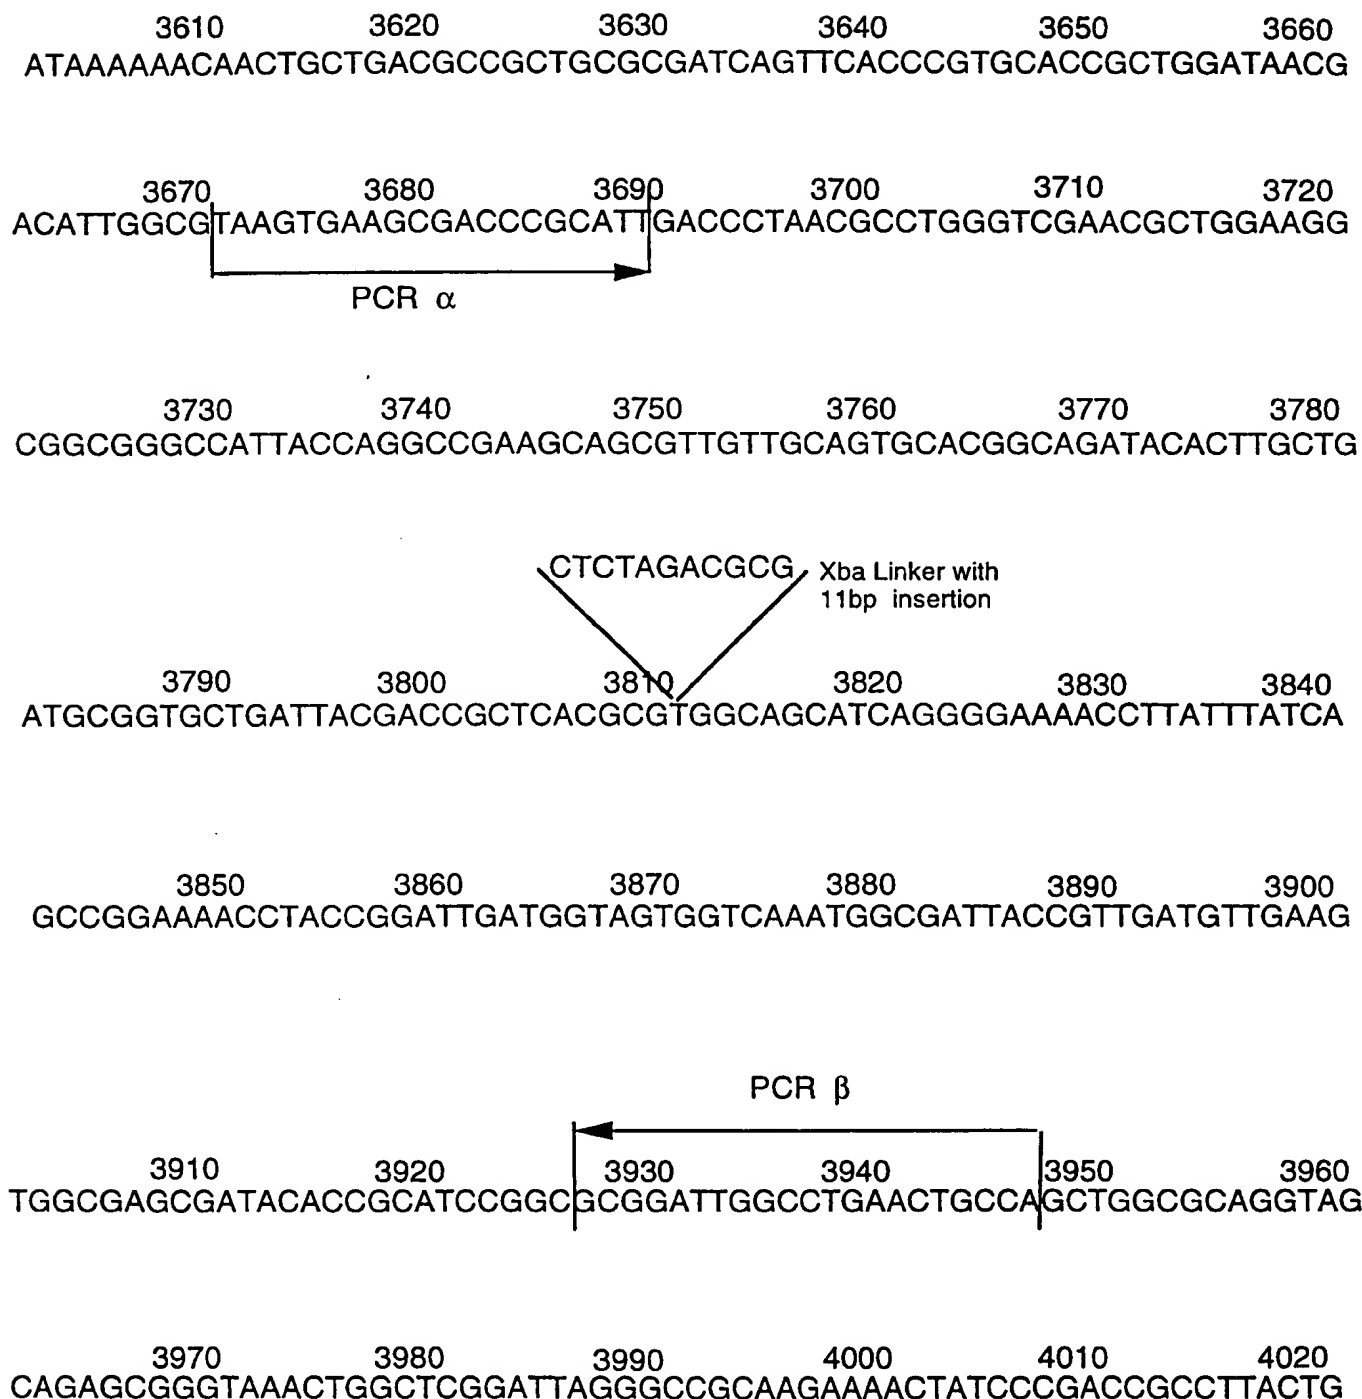 3610 3620 3630 3640 3650 3660
ATAAAAAACAACTGCTGACGCCGCTGCGCGATCAGTTCACCCGTGCACCGCTGGATAACG
3670 3680 3690 3700 3710 3720
ACATTGGCGTAAGTGAAGCGACCCGCATTGACCCTAACGCCTGGGTCGAACGCTGGAAGG
PCR α
3730 3740 3750 3760 3770 3780
CGGCGGGCCATTACCAGGCCGAAGCAGCGTTGTTGCAGTGCACGGCAGATACACTTGCTG
CTCTAGACGCG Xba Linker with
11bp insertion
3790 3800 3810 3820 3830 3840
ATGCGGTGCTGATTACGACCGCTCACGCGTGGCAGCATCAGGGGAAAACCTTATTTATCA
3850 3860 3870 3880 3890 3900
GCCGGAAAACCTACCGGATTGATGGTAGTGGTCAAATGGCGATTACCGTTGATGTTGAAG
PCR β
3910 3920 3930 3940 3950 3960
TGGCGAGCGATACACCGCATCCGGCGCGGATTGGCCTGAACTGCCAGCTGGCGCAGGTAG
3970 3980 3990 4000 4010 4020
CAGAGCGGGTAAACTGGCTCGGATTAGGGCCGCAAGAAAACTATCCCGACCGCCTTACTG